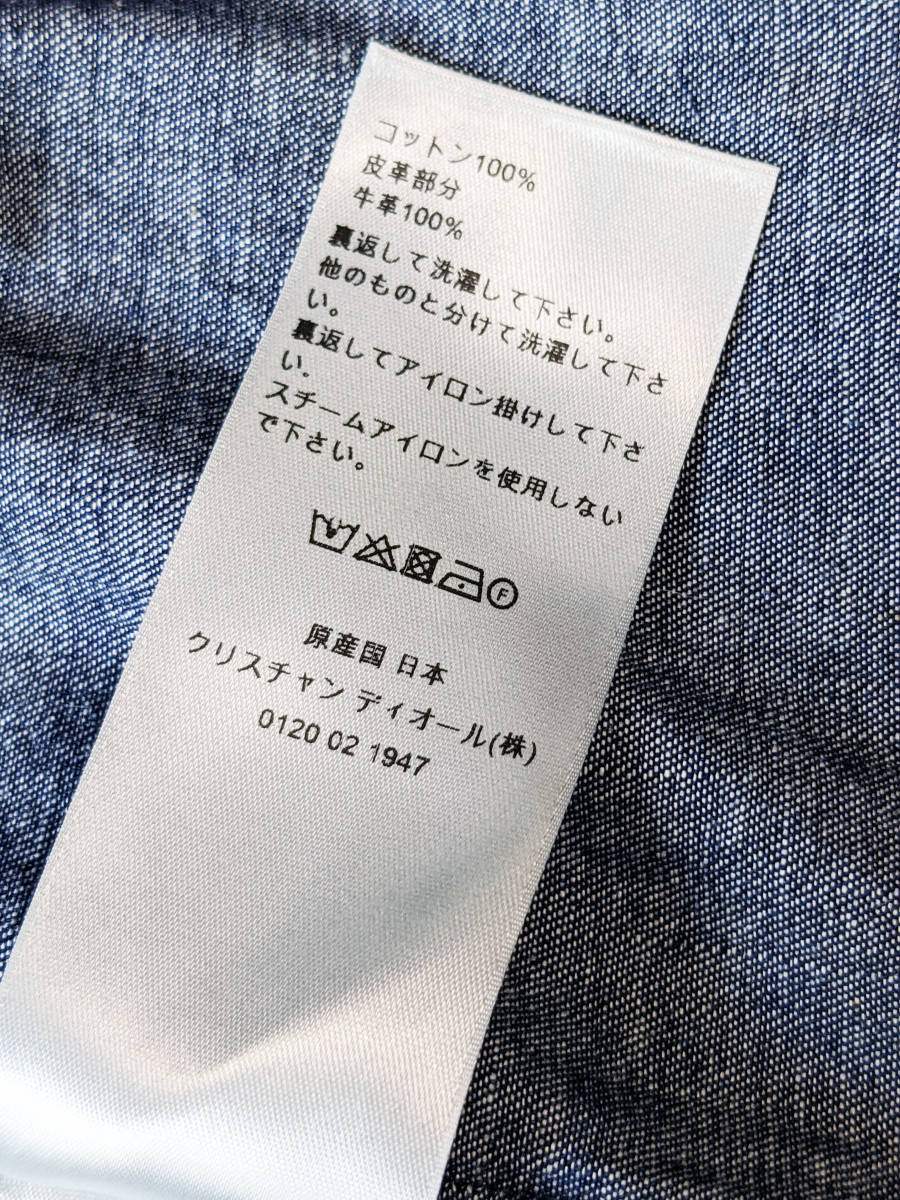 コットン100%
皮革部分
牛革100%
裏返して洗濯して下さい。
他のものと分けて洗濯して下さ
い。
裏返してアイロン掛けして下さ
い.
スチームアイロンを使用しない
で下さい。
F
原産国 日本
クリスチャン ディオール(株)
0120 02 1947